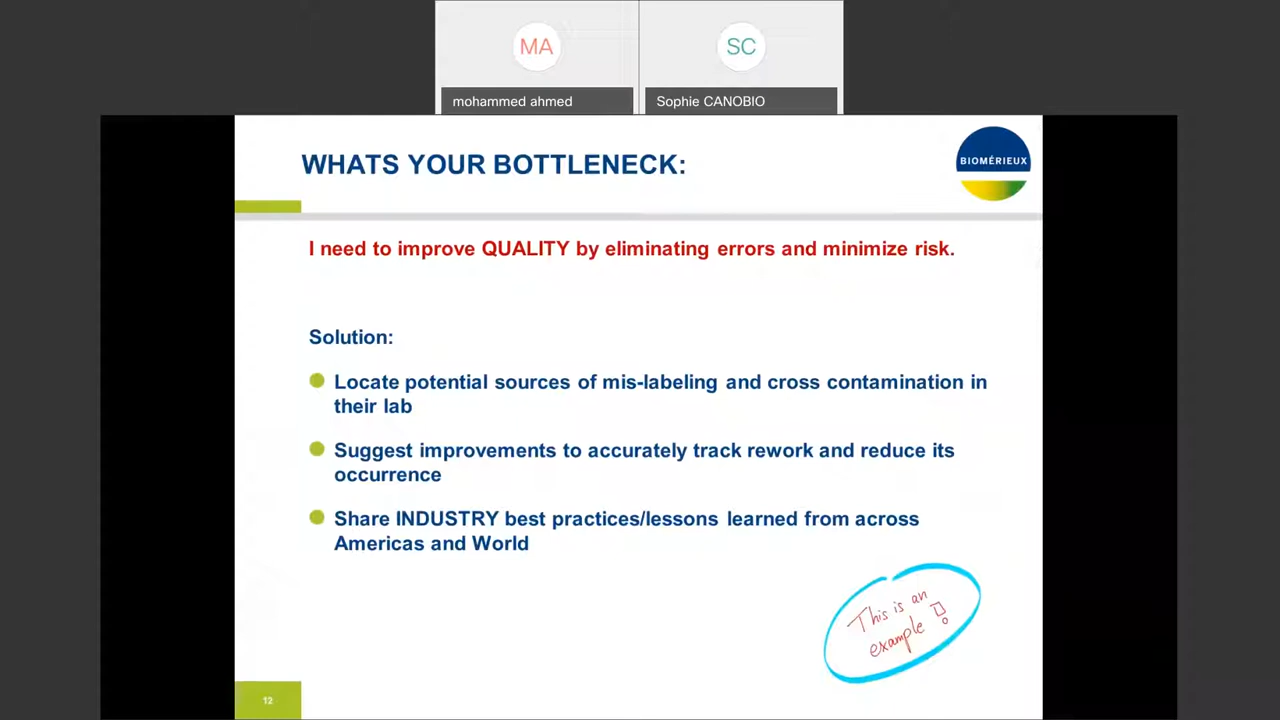 MA
SC
mohammed ahmed
Sophie CANOBIO
WHATS YOUR BOTTLENECK:
BIOMÉRIEUX
I need to improve QUALITY by eliminating errors and minimize risk.
Solution:
Locate potential sources of mis-labeling and cross contamination in
their lab
Suggest improvements to accurately track rework and reduce its
occurrence
Share INDUSTRY best practices/lessons learned from across
Americas and World
This is an
example !
12